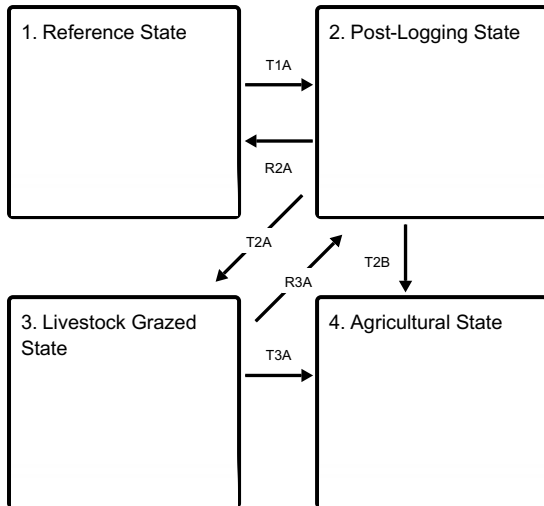 1. Reference State
2. Post-Logging State
T1A
R2A
T2A
R3A
T2B
3. Livestock Grazed
State
4. Agricultural State
T3A